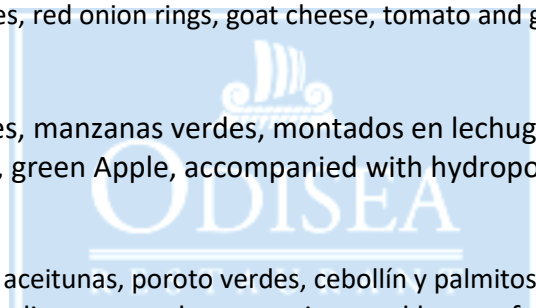 es, red onion rings, goat cheese, tomato and g
es, manzanas verdes, montados en lechug
, green Apple, accompanied with hydropo
ODISEA
aceitunas, poroto verdes, cebollín y palmitos
RESTAURANT